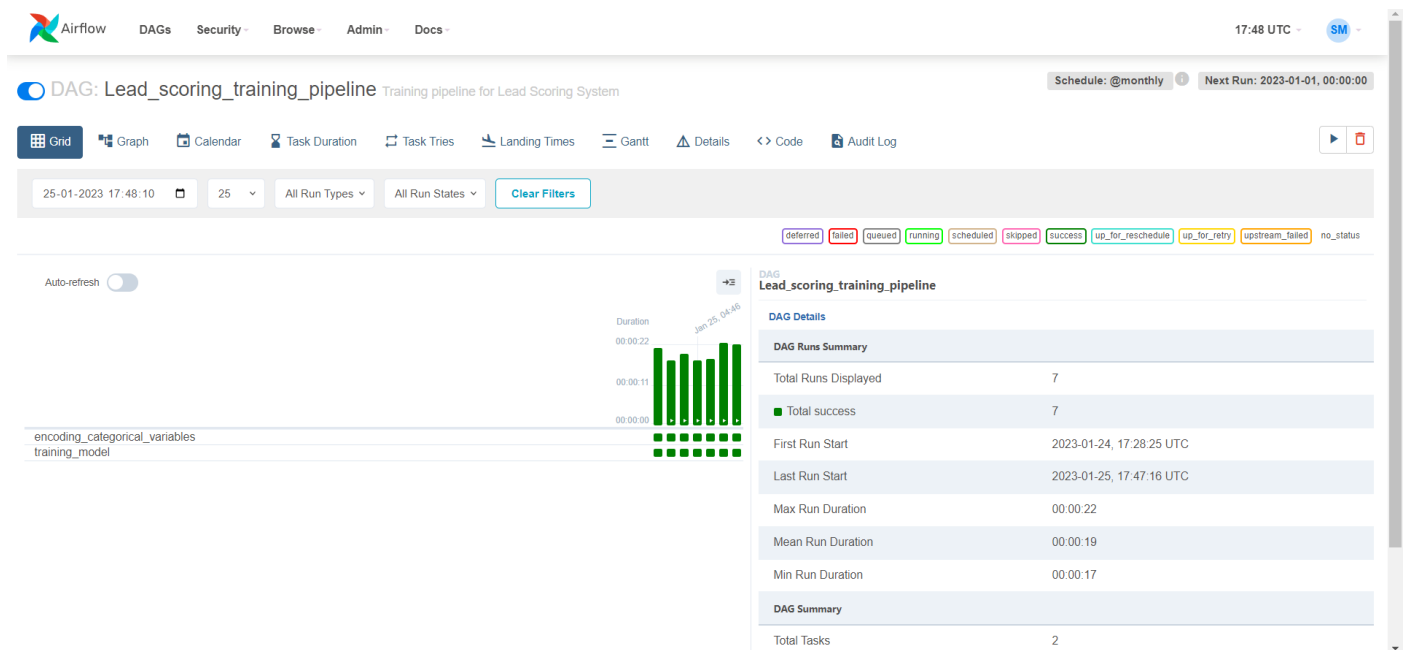 Airflow DAGs Security Browse Admin Docs 17:48 UTC SM
DAG: Lead_scoring_training_pipeline Training pipeline for Lead Scoring System Schedule: @monthly i Next Run: 2023-01-01, 00:00:00
Grid Graph Calendar Task Duration Task Tries Landing Times Gantt Details <> Code Audit Log
25-01-2023 17:48:10 25 All Run Types All Run States Clear Filters
deferred failed queued running scheduled skipped success up_for_reschedule up_for_retry upstream_failed no_status
Auto-refresh
Duration Jan 25, 04:46
00:00:22
00:00:11
00:00:00
encoding_categorical_variables
training_model
DAG
Lead_scoring_training_pipeline
DAG Details
DAG Runs Summary
Total Runs Displayed 7
Total success 7
First Run Start 2023-01-24, 17:28:25 UTC
Last Run Start 2023-01-25, 17:47:16 UTC
Max Run Duration 00:00:22
Mean Run Duration 00:00:19
Min Run Duration 00:00:17
DAG Summary
Total Tasks 2